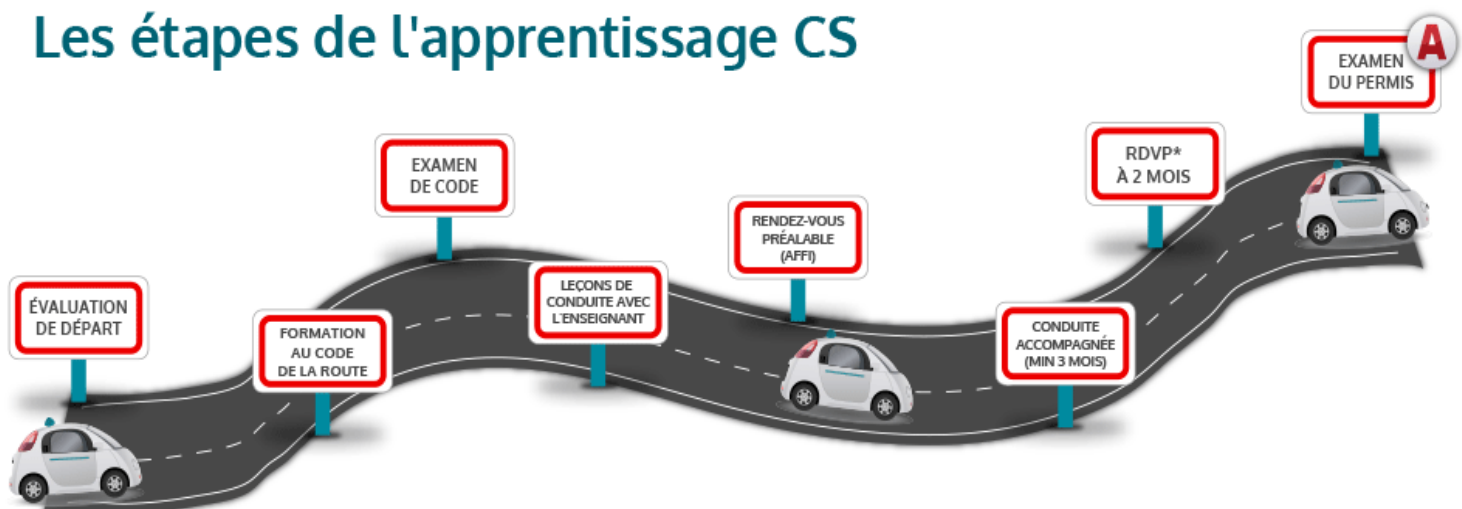 Les étapes de l'apprentissage CS
ÉVALUATION
DE DÉPART
FORMATION
AU CODE
DE LA ROUTE
EXAMEN
DE CODE
LEÇONS DE
CONDUITE AVEC
L'ENSEIGNANT
RENDEZ-VOUS
PRÉALABLE
(AFFI)
CONDUITE
ACCOMPAGNÉE
(MIN 3 MOIS)
RDVP*
À 2 MOIS
EXAMEN
DU PERMIS
A